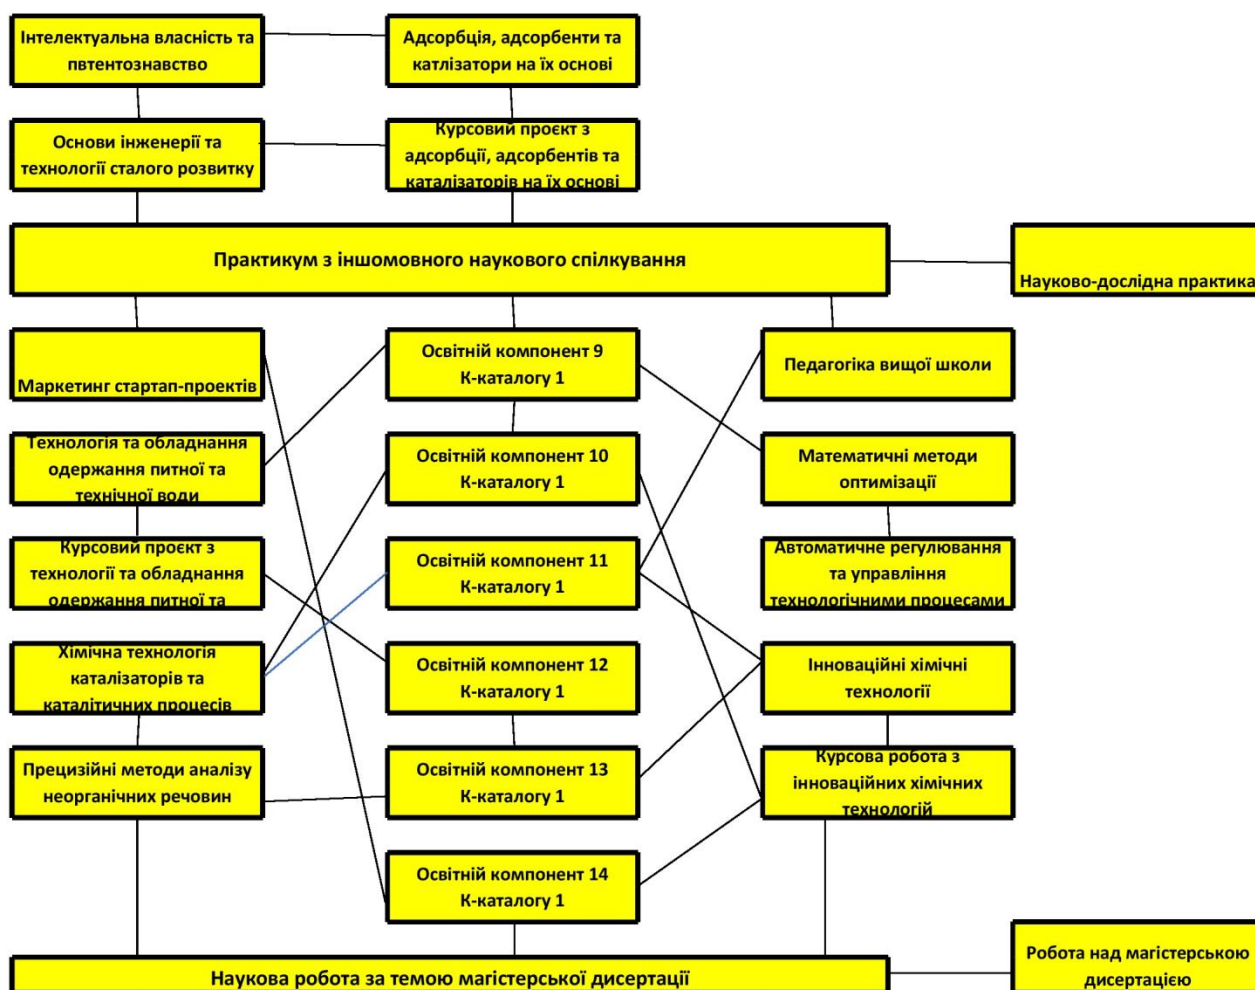 Інтелектуальна власність та
пвтентознавство
Адсорбція, адсорбенти та
катлізатори на їх основі
Основи інженерії та
технології сталого розвитку
Курсовий проєкт з
адсорбції, адсорбентів та
каталізаторів на їх основі
Практикум з іншомовного наукового спілкування
Науково-дослідна практика
Маркетинг стартап-проектів
Освітній компонент 9
К-каталогу 1
Педагогіка вищої школи
Технологія та обладнання
одержання питної та
технічної води
Освітній компонент 10
К-каталогу 1
Математичні методи
оптимізації
Курсовий проєкт з
технології та обладнання
одержання питної та
Освітній компонент 11
К-каталогу 1
Автоматичне регулювання
та управління
технологічними процесами
Хімічна технологія
каталізаторів та
каталітичних процесів
Освітній компонент 12
К-каталогу 1
Інноваційні хімічні
технології
Прецизійні методи аналізу
неорганічних речовин
Освітній компонент 13
К-каталогу 1
Курсова робота з
інноваційних хімічних
технологій
Освітній компонент 14
К-каталогу 1
Наукова робота за темою магістерської дисертації
Робота над магістерською
дисертацією